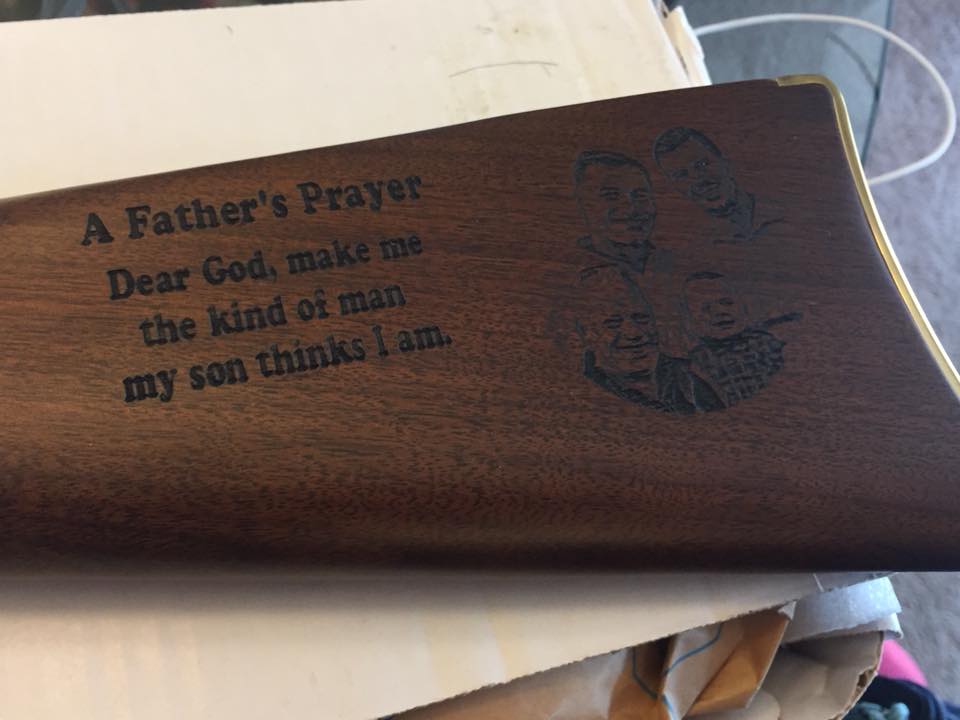 A Father's Prayer
Dear God, make me
the kind of man
my son thinks I am.